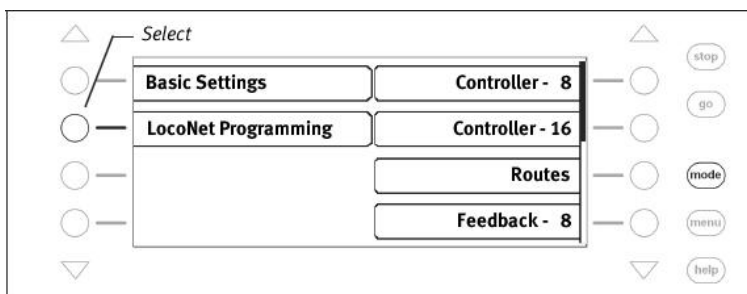 Select
stop
Basic Settings Controller - 8
go
LocoNet Programming Controller - 16
Routes
mode
Feedback - 8
menu
help